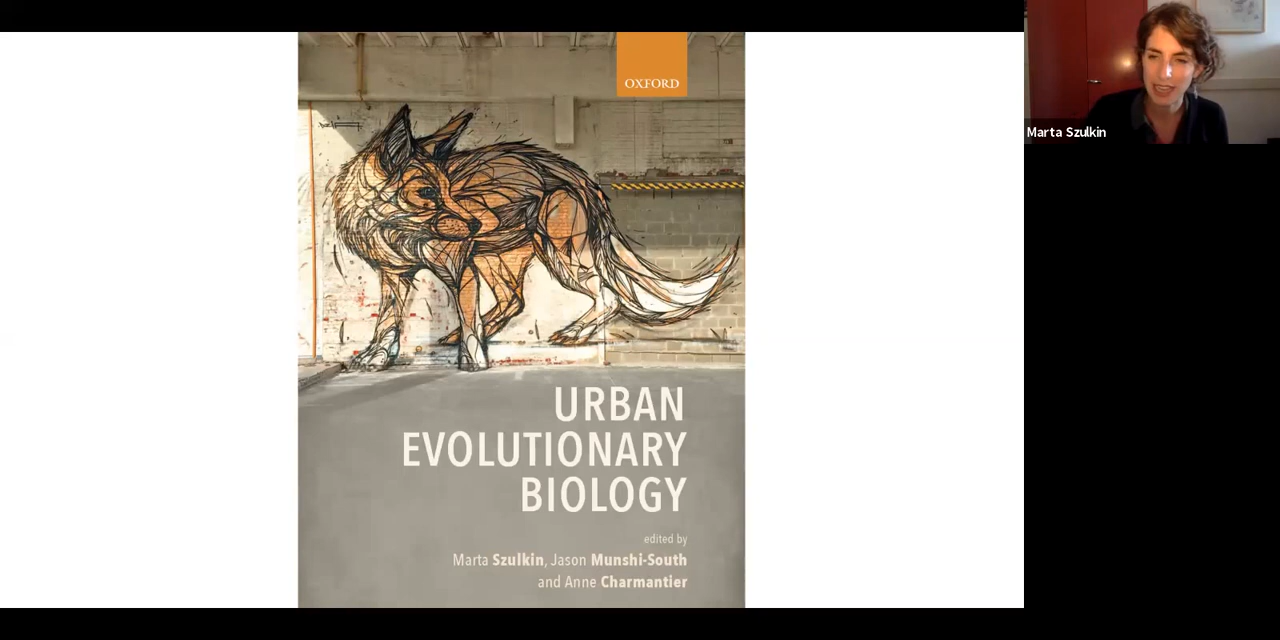 OXFORD
URBAN
EVOLUTIONARY
BIOLOGY
edited by
Marta Szulkin, Jason Munshi-South
and Anne Charmantier
Marta Szulkin